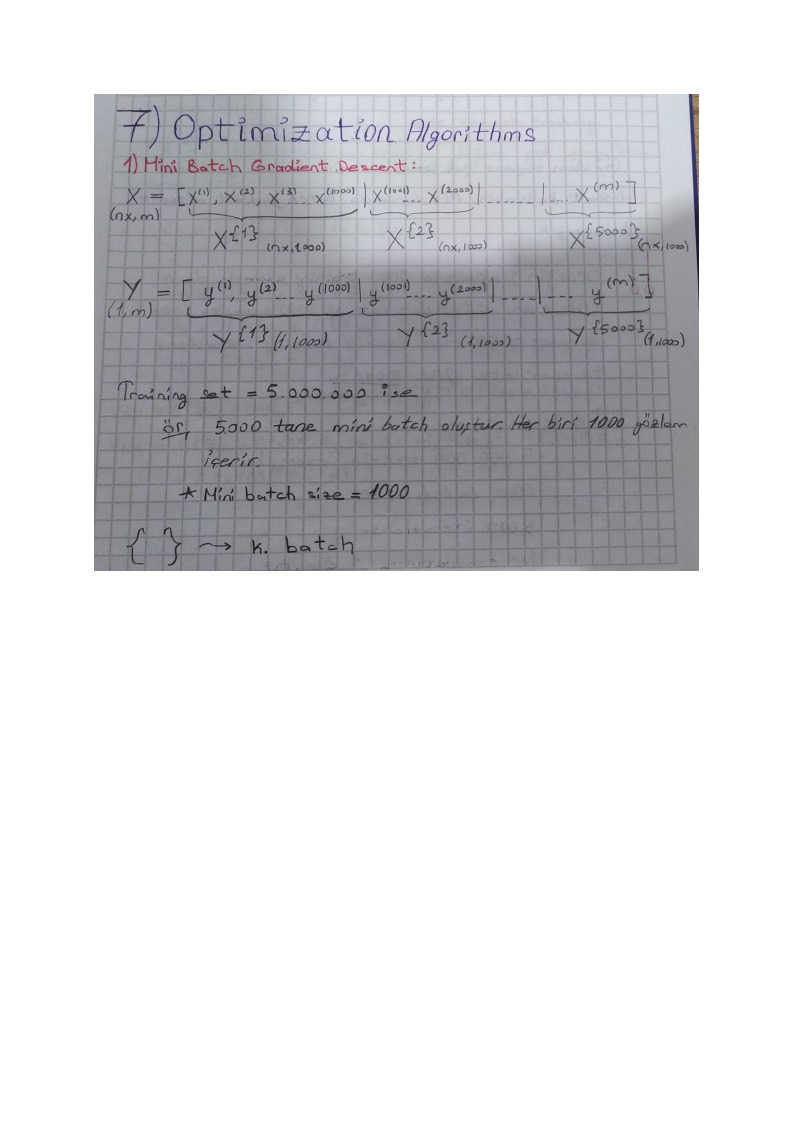 7) Optimization Algorithms
1) Mini Batch Gradient Descent:
X = [x^(1), x^(2), x^(3) ... x^(1000) | x^(1001) ... x^(2000) | ........ | ... x^(m)]
(nx, m)
X^{1} (nx, 1000) X^{2} (nx, 1000) X^{5000} (nx, 1000)
Y = [y^(1), y^(2) ... y^(1000) | y^(1001) .... y^(2000) | ..... | .... y^(m)]
(1, m)
Y^{1} (1, 1000) Y^{2} (1, 1000) Y^{5000} (1, 1000)
Training set = 5.000.000 ise
ör, 5.000 tane mini batch oluştur. Her biri 1000 gözlem
içerir.
* Mini batch size = 1000
{ } → k. batch